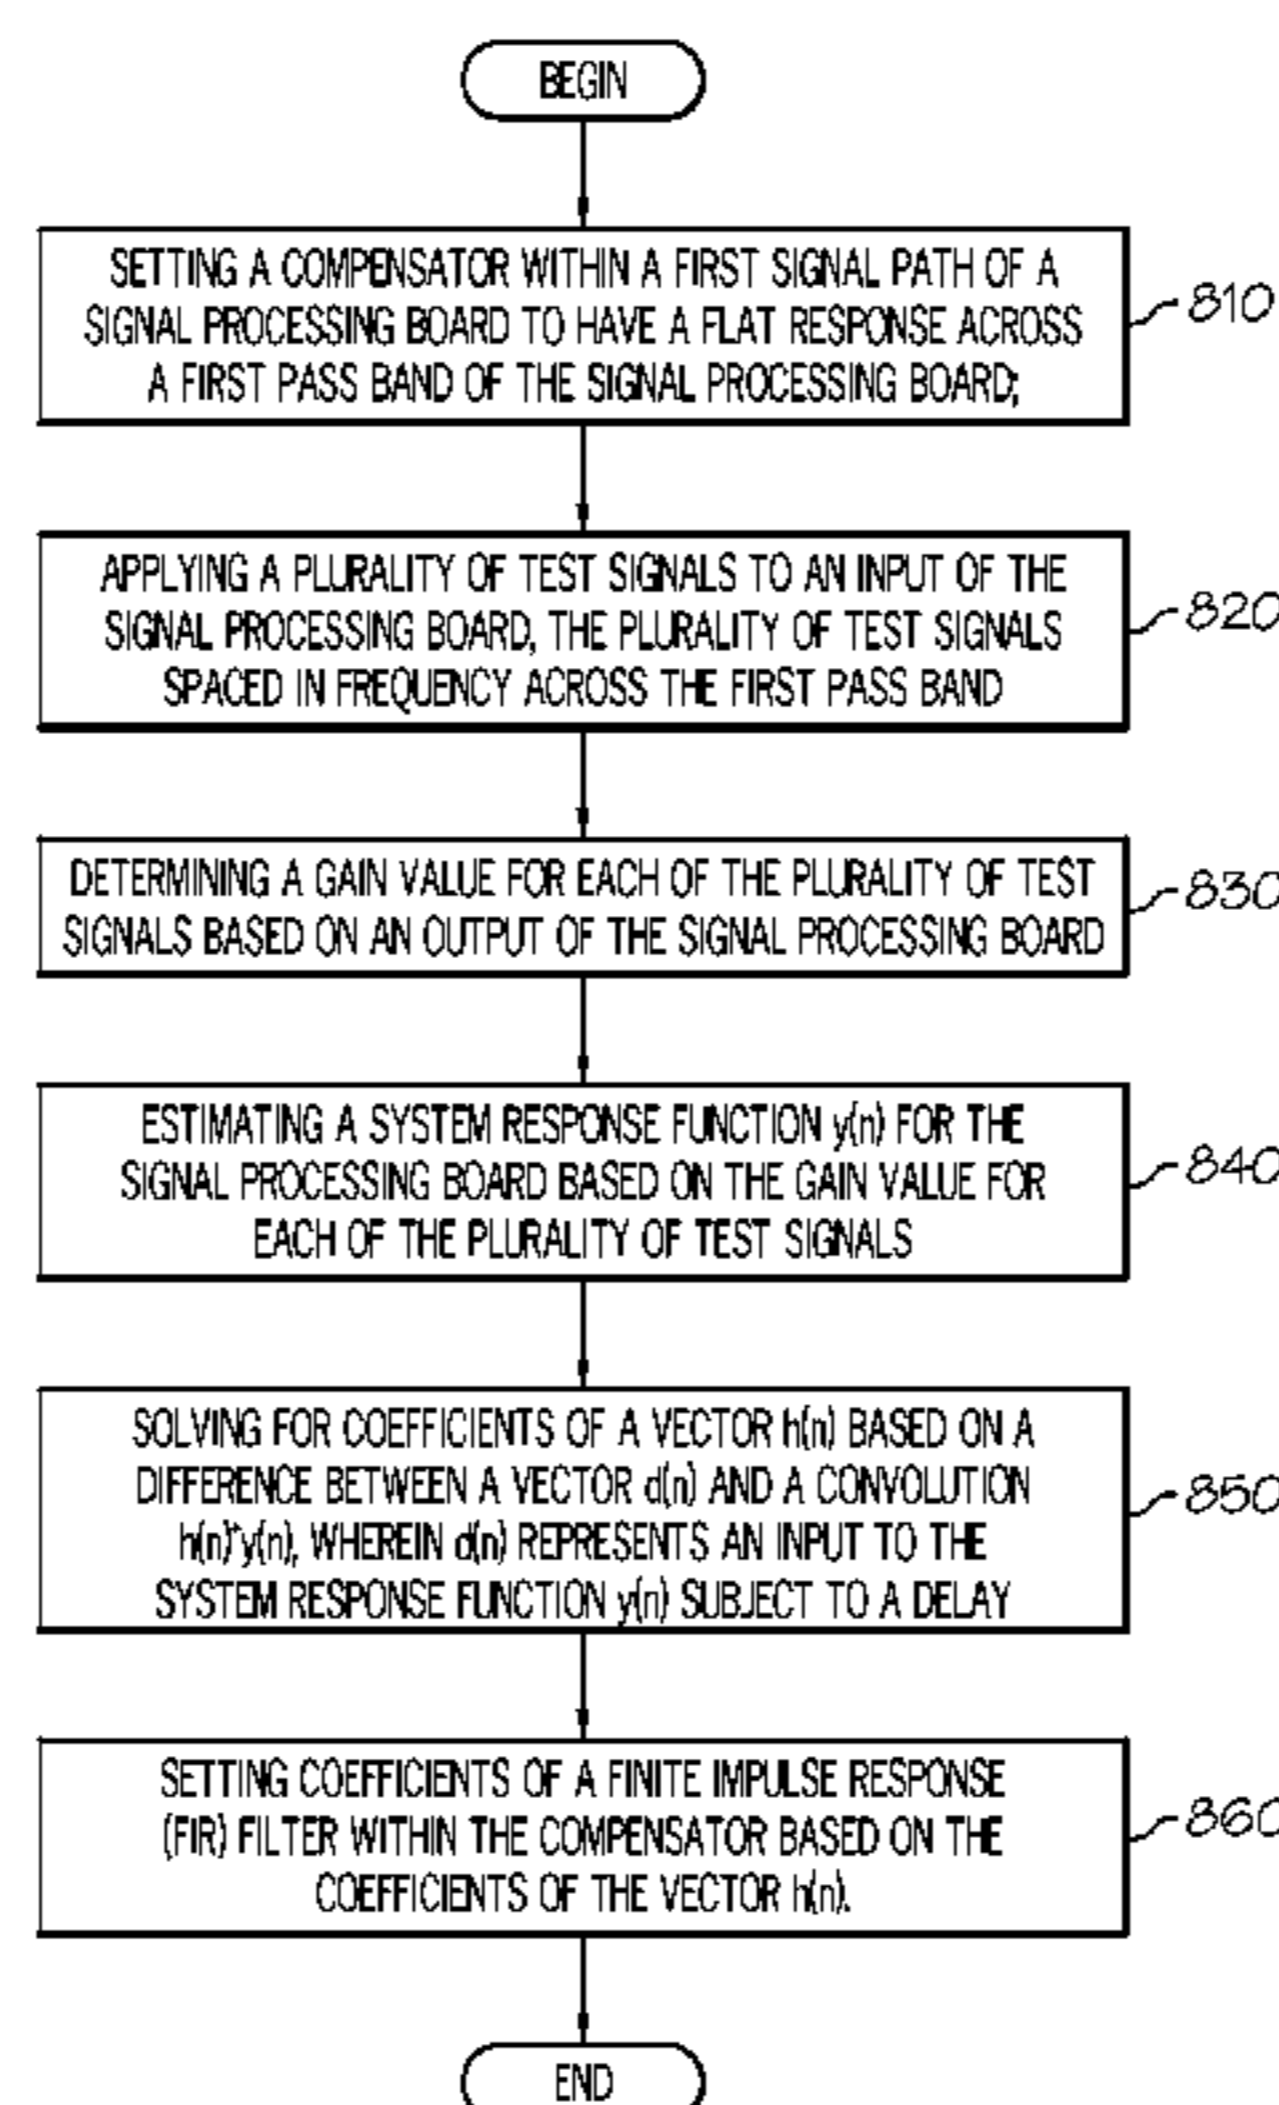 BEGIN
SETTING A COMPENSATOR WITHIN A FIRST SIGNAL PATH OF A
SIGNAL PROCESSING BOARD TO HAVE A FLAT RESPONSE ACROSS
A FIRST PASS BAND OF THE SIGNAL PROCESSING BOARD;
810
APPLYING A PLURALITY OF TEST SIGNALS TO AN INPUT OF THE
SIGNAL PROCESSING BOARD, THE PLURALITY OF TEST SIGNALS
SPACED IN FREQUENCY ACROSS THE FIRST PASS BAND
820
DETERMINING A GAIN VALUE FOR EACH OF THE PLURALITY OF TEST
SIGNALS BASED ON AN OUTPUT OF THE SIGNAL PROCESSING BOARD
830
ESTIMATING A SYSTEM RESPONSE FUNCTION y(n) FOR THE
SIGNAL PROCESSING BOARD BASED ON THE GAIN VALUE FOR
EACH OF THE PLURALITY OF TEST SIGNALS
840
SOLVING FOR COEFFICIENTS OF A VECTOR h(n) BASED ON A
DIFFERENCE BETWEEN A VECTOR d(n) AND A CONVOLUTION
h(n)*y(n), WHEREIN d(n) REPRESENTS AN INPUT TO THE
SYSTEM RESPONSE FUNCTION y(n) SUBJECT TO A DELAY
850
SETTING COEFFICIENTS OF A FINITE IMPULSE RESPONSE
(FIR) FILTER WITHIN THE COMPENSATOR BASED ON THE
COEFFICIENTS OF THE VECTOR h(n).
860
END